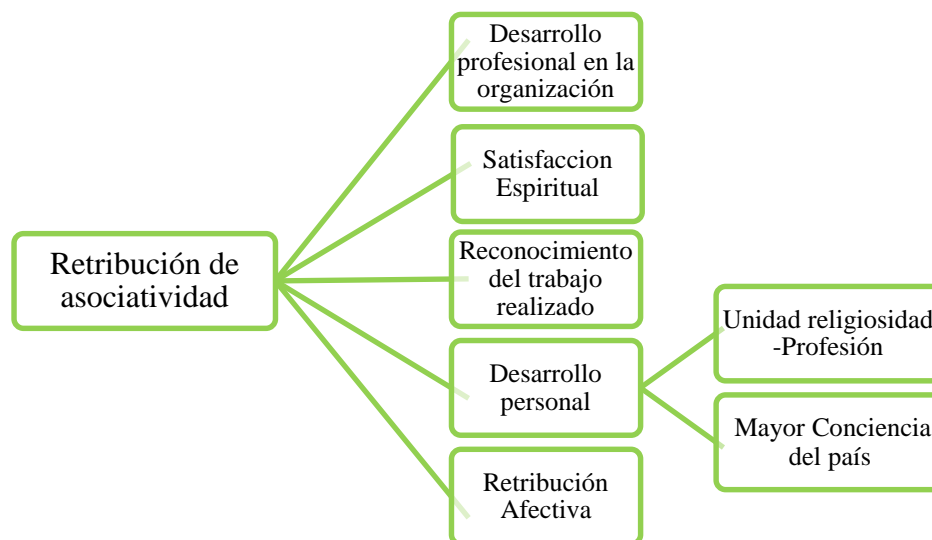 Desarrollo
profesional en la
organización
Satisfaccion
Espiritual
Retribución de
asociatividad
Reconocimiento
del trabajo
realizado
Unidad religiosidad
-Profesión
Desarrollo
personal
Mayor Conciencia
del país
Retribución
Afectiva